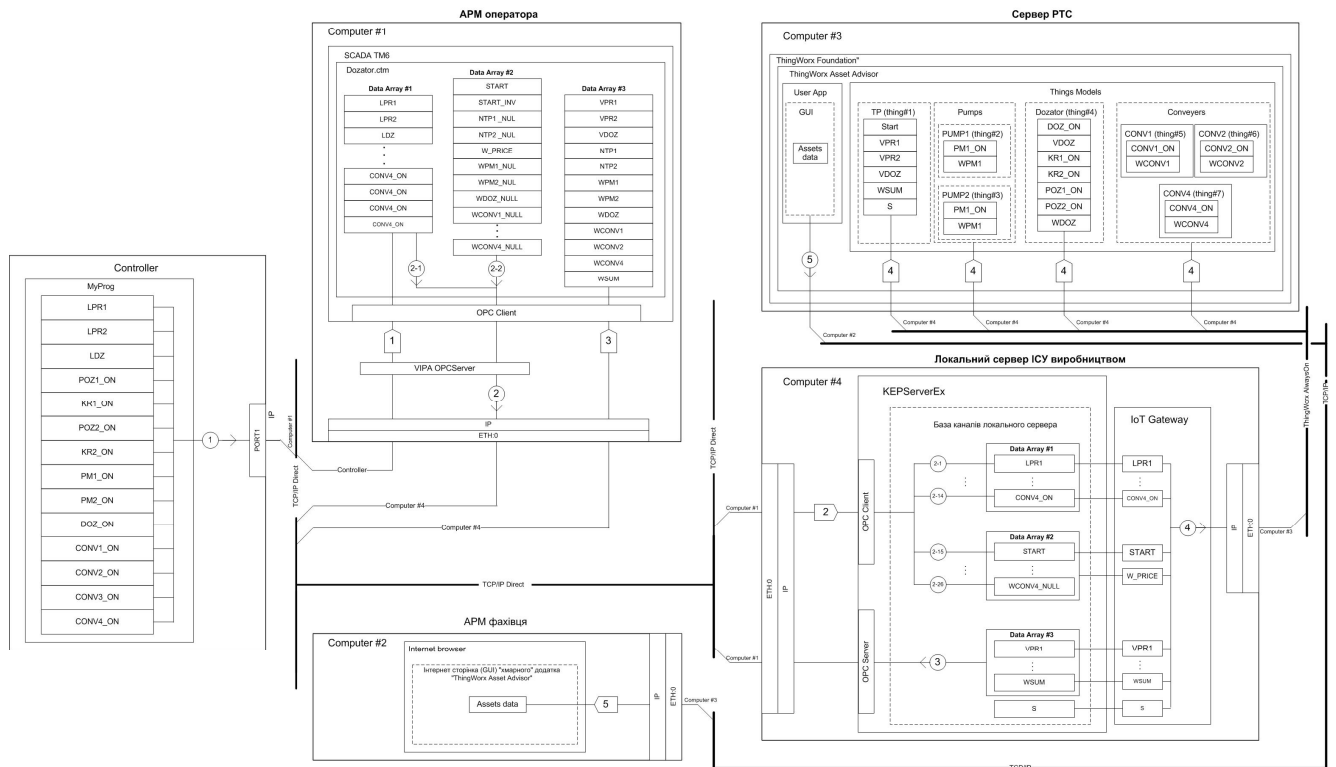 АРМ оператора
Computer #1
SCADA TM6
Dozator.ctm
Data Array #1
LPR1
LPR2
LDZ
CONV4_ON
CONV4_ON
CONV4_ON
CONV4_ON
2-1
Data Array #2
START
START_INV
NTP1 _NUL
NTP2 _NUL
W_PRICE
WPM1_NUL
WPM2_NUL
WDOZ_NULL
WCONV1_NULL
WCONV4_NULL
2-2
Data Array #3
VPR1
VPR2
VDOZ
NTP1
NTP2
WPM1
WPM2
WDOZ
WCONV1
WCONV2
WCONV4
WSUM
OPC Client
1
3
VIPA OPCServer
2
IP
ETH:0
Controller
Computer #4
Computer #4
TCP/IP Direct
TCP/IP Direct
TCP/IP Direct
Controller
MyProg
LPR1
LPR2
LDZ
POZ1_ON
KR1_ON
POZ2_ON
KR2_ON
PM1_ON
PM2_ON
DOZ_ON
CONV1_ON
CONV2_ON
CONV3_ON
CONV4_ON
1
PORT1
IP
Computer #1
Сервер PTC
Computer #3
ThingWorx Foundation"
ThingWorx Asset Advisor
User App
GUI
Assets
data
5
Things Models
TP (thing#1)
Start
VPR1
VPR2
VDOZ
WSUM
S
Pumps
PUMP1 (thing#2)
PM1_ON
WPM1
PUMP2 (thing#3)
PM1_ON
WPM1
Dozator (thing#4)
DOZ_ON
VDOZ
KR1_ON
KR2_ON
POZ1_ON
POZ2_ON
WDOZ
Conveyers
CONV1 (thing#5)
CONV1_ON
WCONV1
CONV2 (thing#6)
CONV2_ON
WCONV2
CONV4 (thing#7)
CONV4_ON
WCONV4
4
4
4
4
Computer #4
Computer #4
Computer #4
Computer #4
Computer #2
ThingWorx AlwaysOn
TCP/IP
Локальний сервер ІСУ виробництвом
Computer #4
KEPServerEx
База каналів локального сервера
IoT Gateway
Data Array #1
2-1
LPR1
LPR1
2-14
CONV4_ON
CONV4_ON
Data Array #2
2-15
START
START
2-26
WCONV4_NULL
W_PRICE
Data Array #3
VPR1
VPR1
3
WSUM
WSUM
S
S
Computer #1
Computer #1
ETH:0
IP
2
OPC Client
OPC Server
4
IP
ETH:0
Computer #3
АРМ фахівця
Computer #2
Internet browser
Інтернет сторінка (GUI) "хмарного" додатка
"ThingWorx Asset Advisor"
Assets data
5
IP
ETH:0
Computer #3
TCP/IP